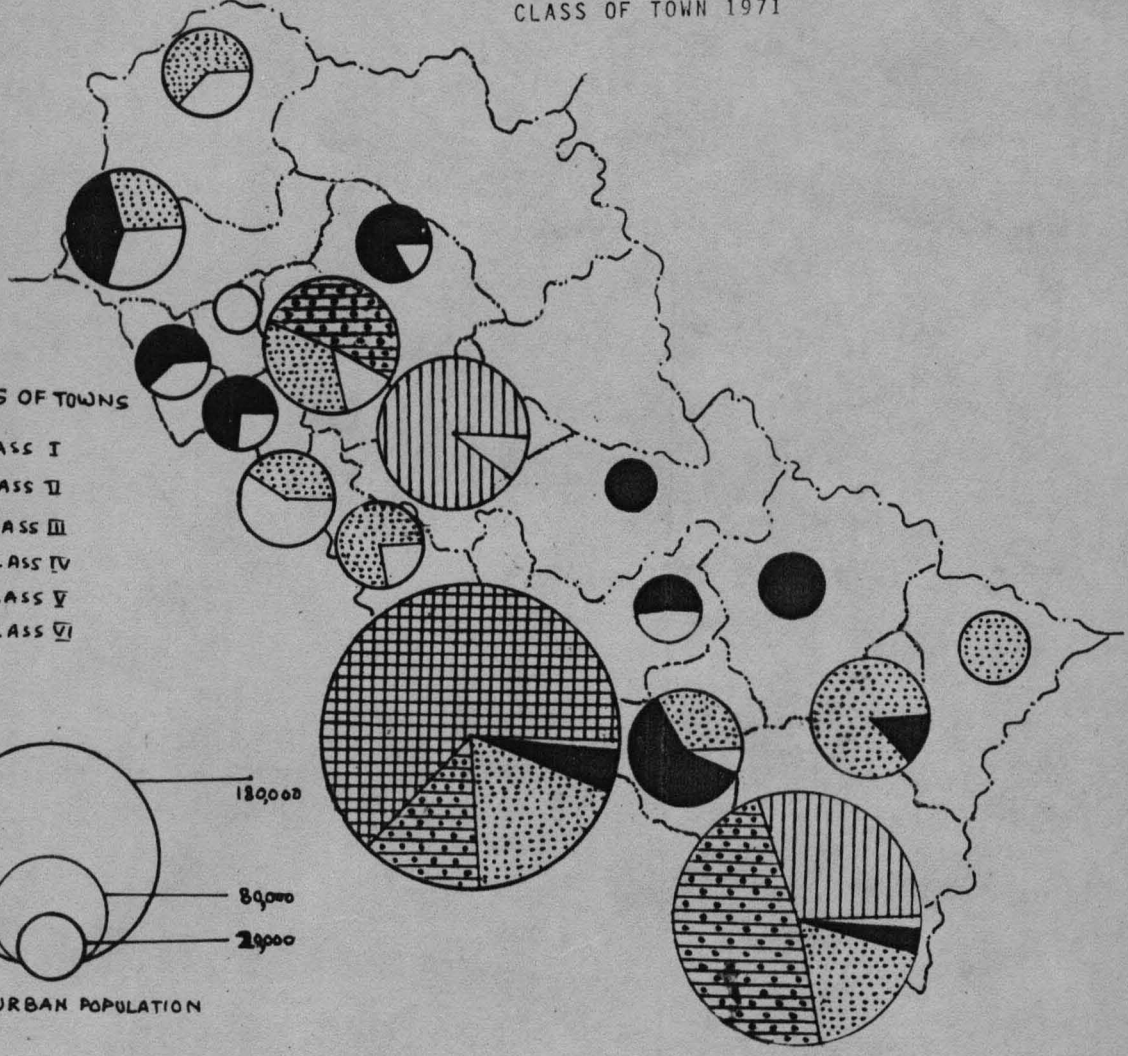 CLASS OF TOWN 1971
S OF TOWNS
ASS I
ASS II
ASS III
LASS IV
ASS V
LASS VI
180,000
80,000
20,000
URBAN POPULATION